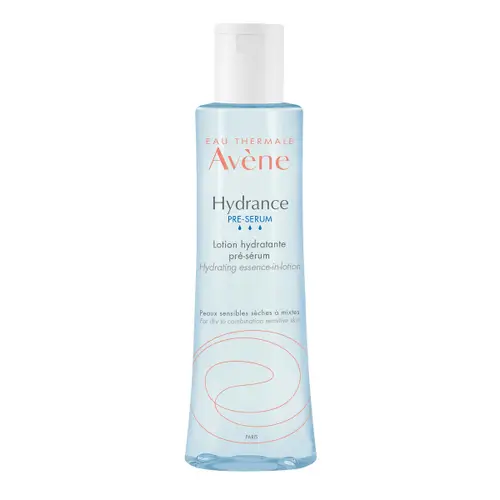 EAU THERMALE
Avène
Hydrance
PRE-SERUM
Lotion hydratante
pré-sérum
Hydrating essence-in-lotion
Peaux sensibles sèches à mixtes
For dry to combination sensitive skin
PARIS